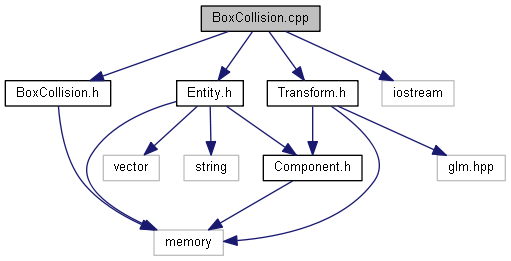 BoxCollision.cpp
BoxCollision.h
Entity.h
Transform.h
iostream
vector
string
Component.h
glm.hpp
memory